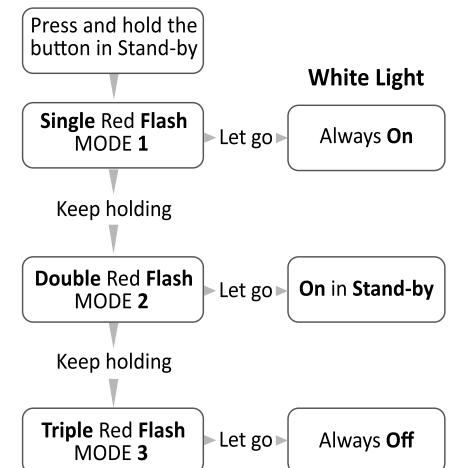 Press and hold the
button in Stand-by
White Light
Single Red Flash
MODE 1
Let go
Always On
Keep holding
Double Red Flash
MODE 2
Let go
On in Stand-by
Keep holding
Triple Red Flash
MODE 3
Let go
Always Off